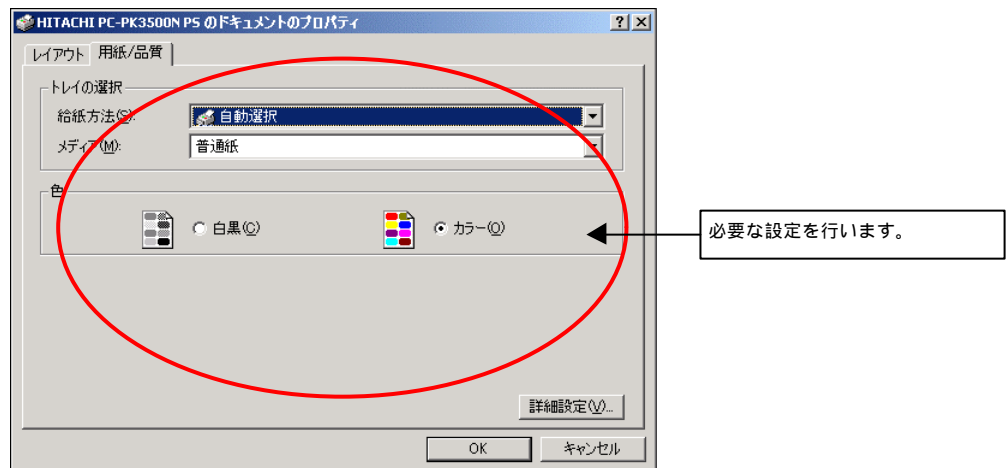 HITACHI PC-PK3500N PS のドキュメントのプロパティ
レイアウト 用紙/品質
トレイの選択
給紙方法(S): 自動選択
メディア(M): 普通紙
色
白黒(C) カラー(O)
必要な設定を行います。
詳細設定(V)...
OK キャンセル